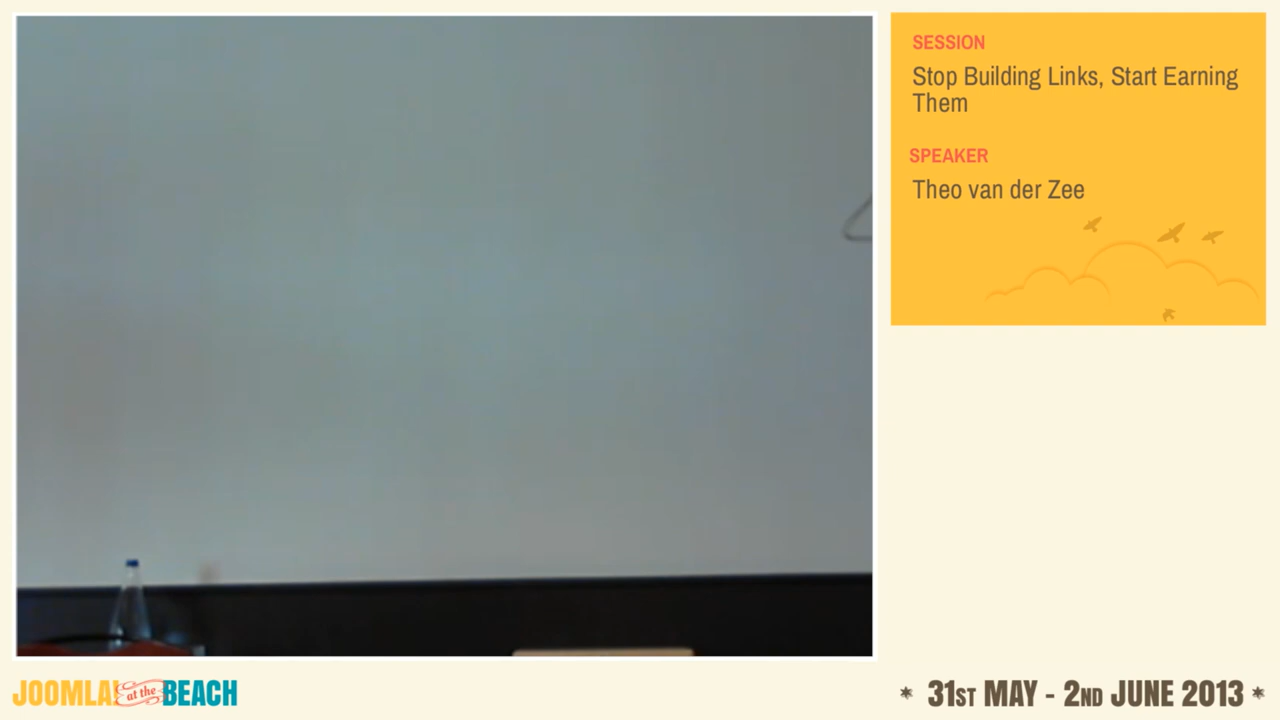 SESSION
Stop Building Links, Start Earning
Them
SPEAKER
Theo van der Zee
JOOMLA! at the BEACH
* 31ST MAY - 2ND JUNE 2013 *